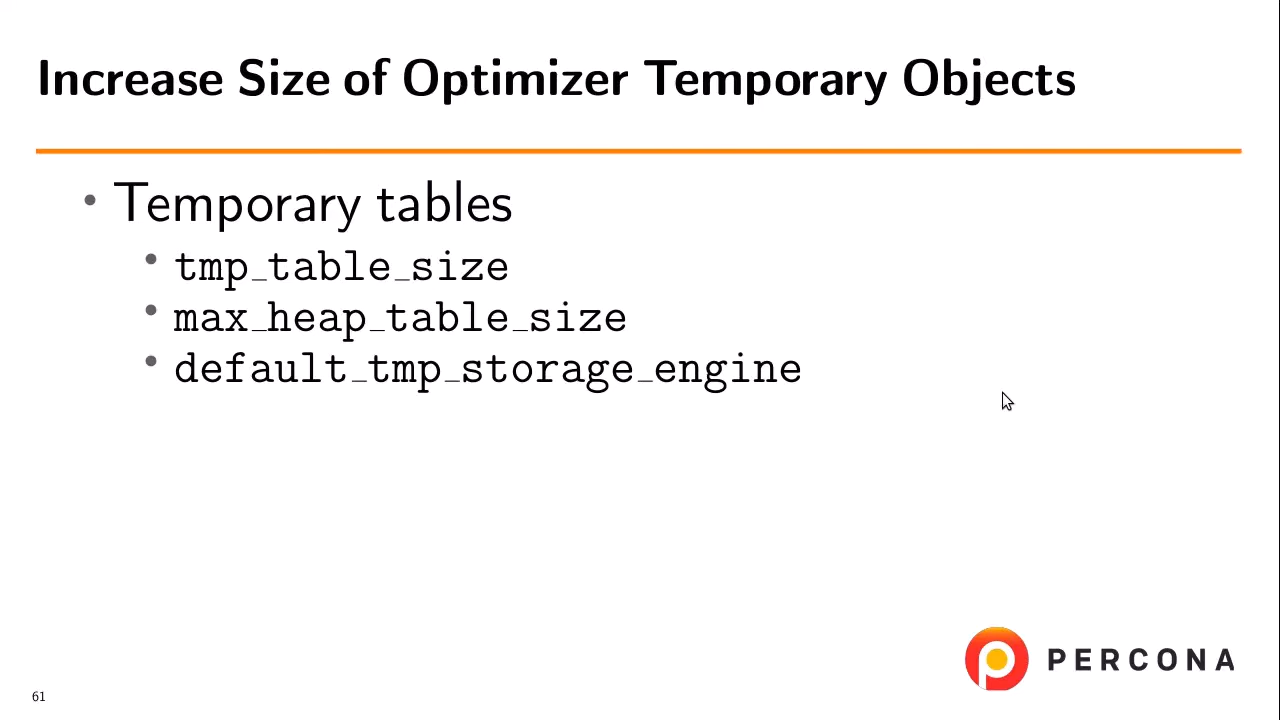 Increase Size of Optimizer Temporary Objects
• Temporary tables
• tmp_table_size
• max_heap_table_size
• default_tmp_storage_engine
PERCONA
61